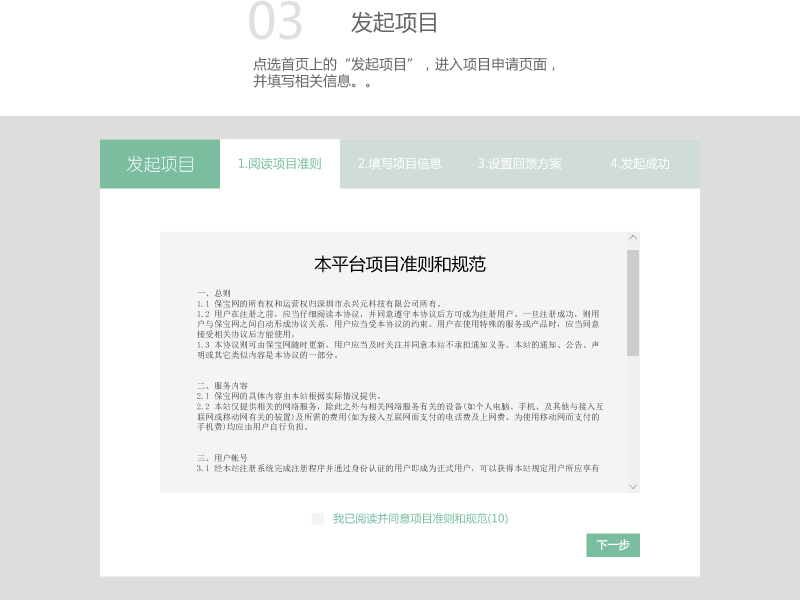 03 发起项目
点选首页上的“发起项目”，进入项目申请页面，
并填写相关信息。。
发起项目 1.阅读项目准则 2.填写项目信息 3.设置回馈方案 4.发起成功
本平台项目准则和规范
一、总则
1.1 保宝网的所有权和运营权归深圳市永兴元科技有限公司所有。
1.2 用户在注册之前，应当仔细阅读本协议，并同意遵守本协议后方可成为注册用户。一旦注册成功，则用
户与保宝网之间自动形成协议关系，用户应当受本协议的约束。用户在使用特殊的服务或产品时，应当同意
接受相关协议后方能使用。
1.3 本协议则可由保宝网随时更新，用户应当及时关注并同意本站不承担通知义务。本站的通知、公告、声
明或其它类似内容是本协议的一部分。
二、服务内容
2.1 保宝网的具体内容由本站根据实际情况提供。
2.2 本站仅提供相关的网络服务，除此之外与相关网络服务有关的设备(如个人电脑、手机、及其他与接入互
联网或移动网有关的装置)及所需的费用(如为接入互联网而支付的电话费及上网费、为使用移动网而支付的
手机费)均应由用户自行负担。
三、用户帐号
3.1 经本站注册系统完成注册程序并通过身份认证的用户即成为正式用户，可以获得本站规定用户所应享有
我已阅读并同意项目准则和规范(10)
下一步